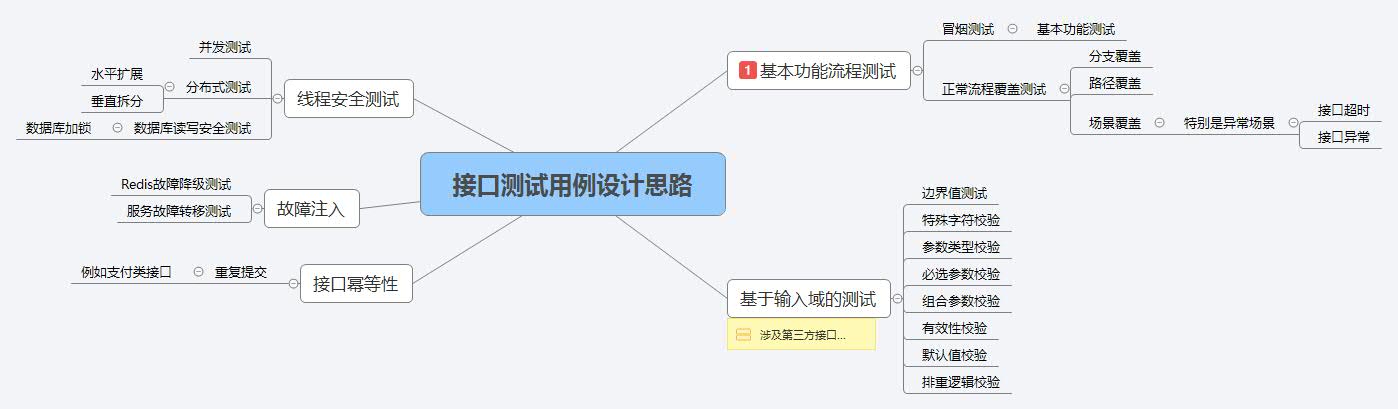 接口测试用例设计思路
1
基本功能流程测试
冒烟测试
基本功能测试
正常流程覆盖测试
分支覆盖
路径覆盖
场景覆盖
特别是异常场景
接口超时
接口异常
基于输入域的测试
涉及第三方接口...
边界值测试
特殊字符校验
参数类型校验
必选参数校验
组合参数校验
有效性校验
默认值校验
排重逻辑校验
线程安全测试
并发测试
分布式测试
水平扩展
垂直拆分
数据库读写安全测试
数据库加锁
故障注入
Redis故障降级测试
服务故障转移测试
接口幂等性
重复提交
例如支付类接口